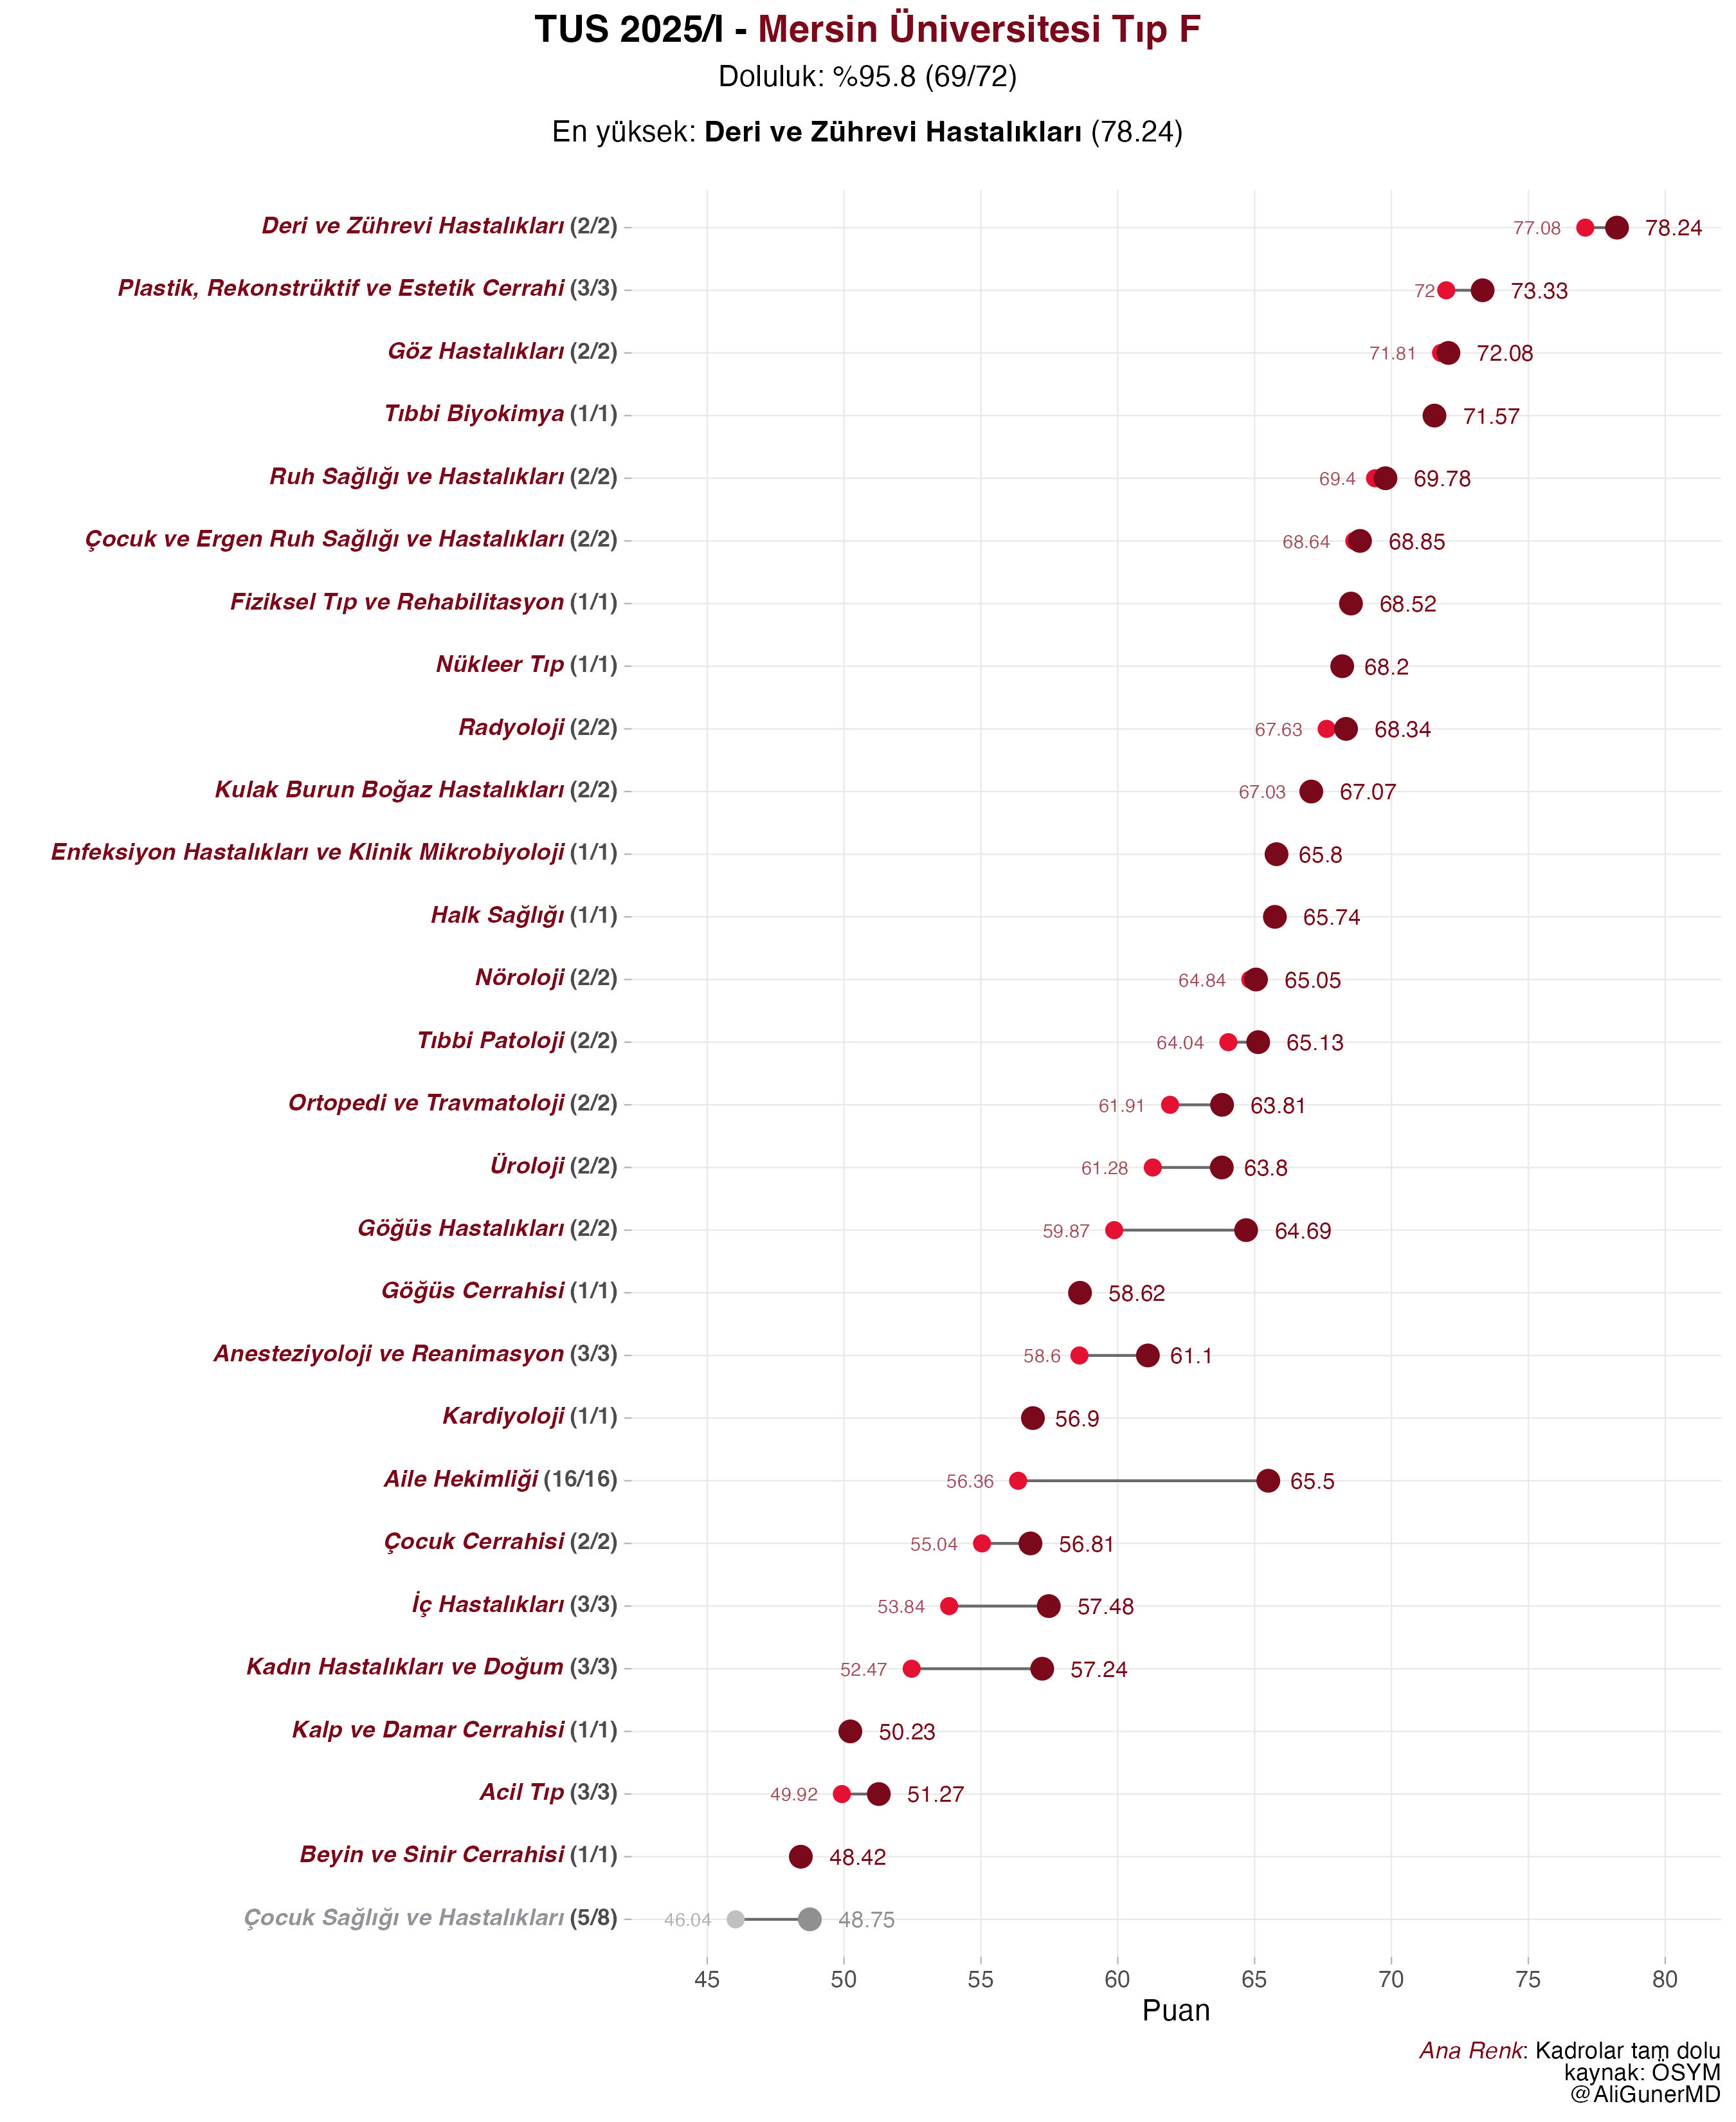 TUS 2025/I - Mersin Üniversitesi Tıp F
Doluluk: %95.8 (69/72)
En yüksek: Deri ve Zührevi Hastalıkları (78.24)
Deri ve Zührevi Hastalıkları (2/2) 77.08 78.24
Plastik, Rekonstrüktif ve Estetik Cerrahi (3/3) 72 73.33
Göz Hastalıkları (2/2) 71.81 72.08
Tıbbi Biyokimya (1/1) 71.57
Ruh Sağlığı ve Hastalıkları (2/2) 69.4 69.78
Çocuk ve Ergen Ruh Sağlığı ve Hastalıkları (2/2) 68.64 68.85
Fiziksel Tıp ve Rehabilitasyon (1/1) 68.52
Nükleer Tıp (1/1) 68.2
Radyoloji (2/2) 67.63 68.34
Kulak Burun Boğaz Hastalıkları (2/2) 67.03 67.07
Enfeksiyon Hastalıkları ve Klinik Mikrobiyoloji (1/1) 65.8
Halk Sağlığı (1/1) 65.74
Nöroloji (2/2) 64.84 65.05
Tıbbi Patoloji (2/2) 64.04 65.13
Ortopedi ve Travmatoloji (2/2) 61.91 63.81
Üroloji (2/2) 61.28 63.8
Göğüs Hastalıkları (2/2) 59.87 64.69
Göğüs Cerrahisi (1/1) 58.62
Anesteziyoloji ve Reanimasyon (3/3) 58.6 61.1
Kardiyoloji (1/1) 56.9
Aile Hekimliği (16/16) 56.36 65.5
Çocuk Cerrahisi (2/2) 55.04 56.81
İç Hastalıkları (3/3) 53.84 57.48
Kadın Hastalıkları ve Doğum (3/3) 52.47 57.24
Kalp ve Damar Cerrahisi (1/1) 50.23
Acil Tıp (3/3) 49.92 51.27
Beyin ve Sinir Cerrahisi (1/1) 48.42
Çocuk Sağlığı ve Hastalıkları (5/8) 46.04 48.75
45 50 55 60 65 70 75 80
Puan
Ana Renk: Kadrolar tam dolu
kaynak: ÖSYM
@AliGunerMD